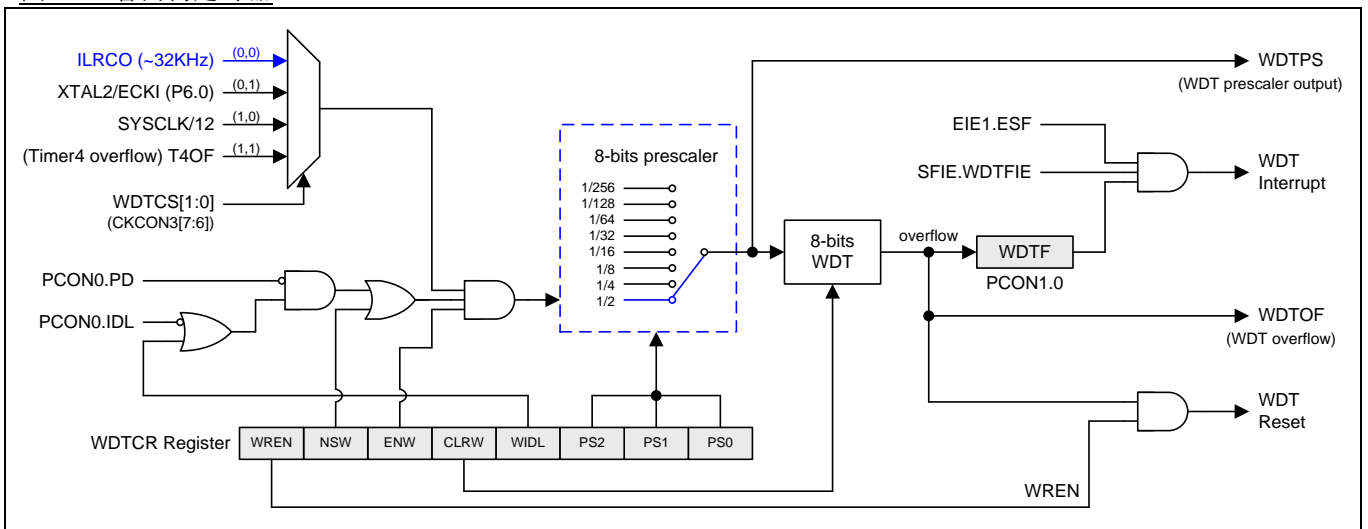 ILRCO (~32KHz)
(0,0)
XTAL2/ECKI (P6.0)
(0,1)
SYSCLK/12
(1,0)
(Timer4 overflow) T4OF
(1,1)
WDTCS[1:0]
(CKCON3[7:6])
PCON0.PD
PCON0.IDL
8-bits prescaler
1/256
1/128
1/64
1/32
1/16
1/8
1/4
1/2
8-bits
WDT
overflow
WDTF
PCON1.0
WDTPS
(WDT prescaler output)
EIE1.ESF
SFIE.WDTFIE
WDT
Interrupt
WDTOF
(WDT overflow)
WDT
Reset
WREN
WDTCR Register
WREN NSW ENW CLRW WIDL PS2 PS1 PS0